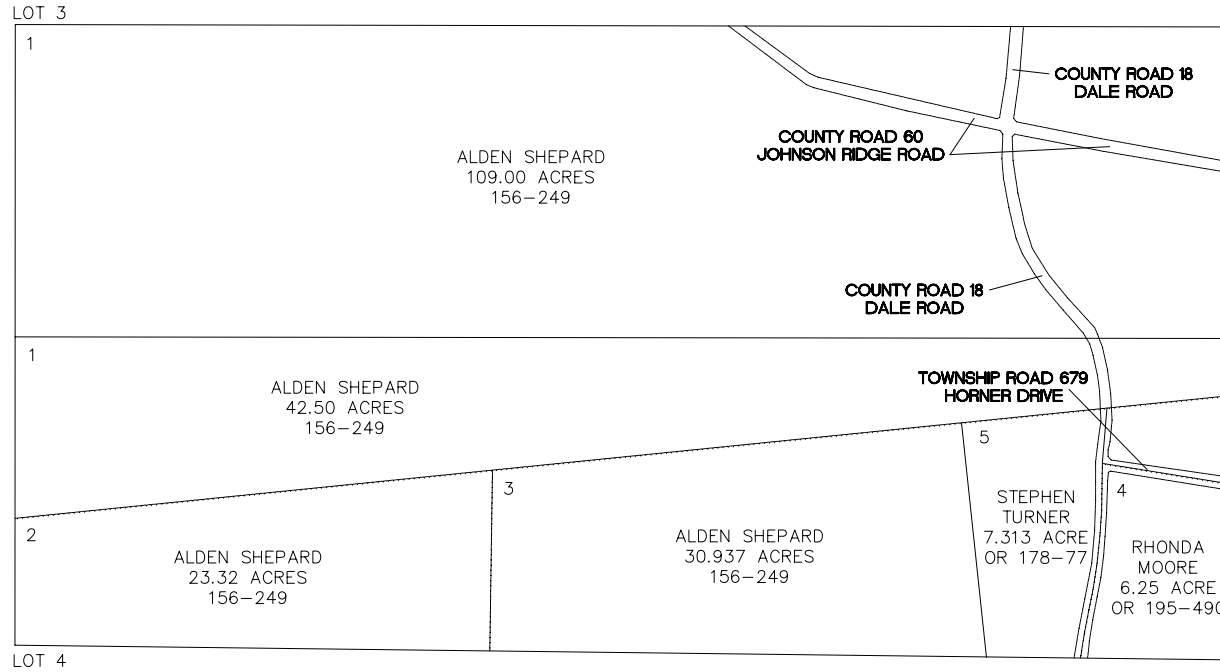 LOT 3
1
COUNTY ROAD 18
DALE ROAD
COUNTY ROAD 60
JOHNSON RIDGE ROAD
ALDEN SHEPARD
109.00 ACRES
156-249
COUNTY ROAD 18
DALE ROAD
1
ALDEN SHEPARD
42.50 ACRES
156-249
TOWNSHIP ROAD 679
HORNER DRIVE
5
3
4
STEPHEN
TURNER
7.313 ACRE
OR 178-77
2
ALDEN SHEPARD
23.32 ACRES
156-249
ALDEN SHEPARD
30.937 ACRES
156-249
RHONDA
MOORE
6.25 ACRE
OR 195-490
LOT 4